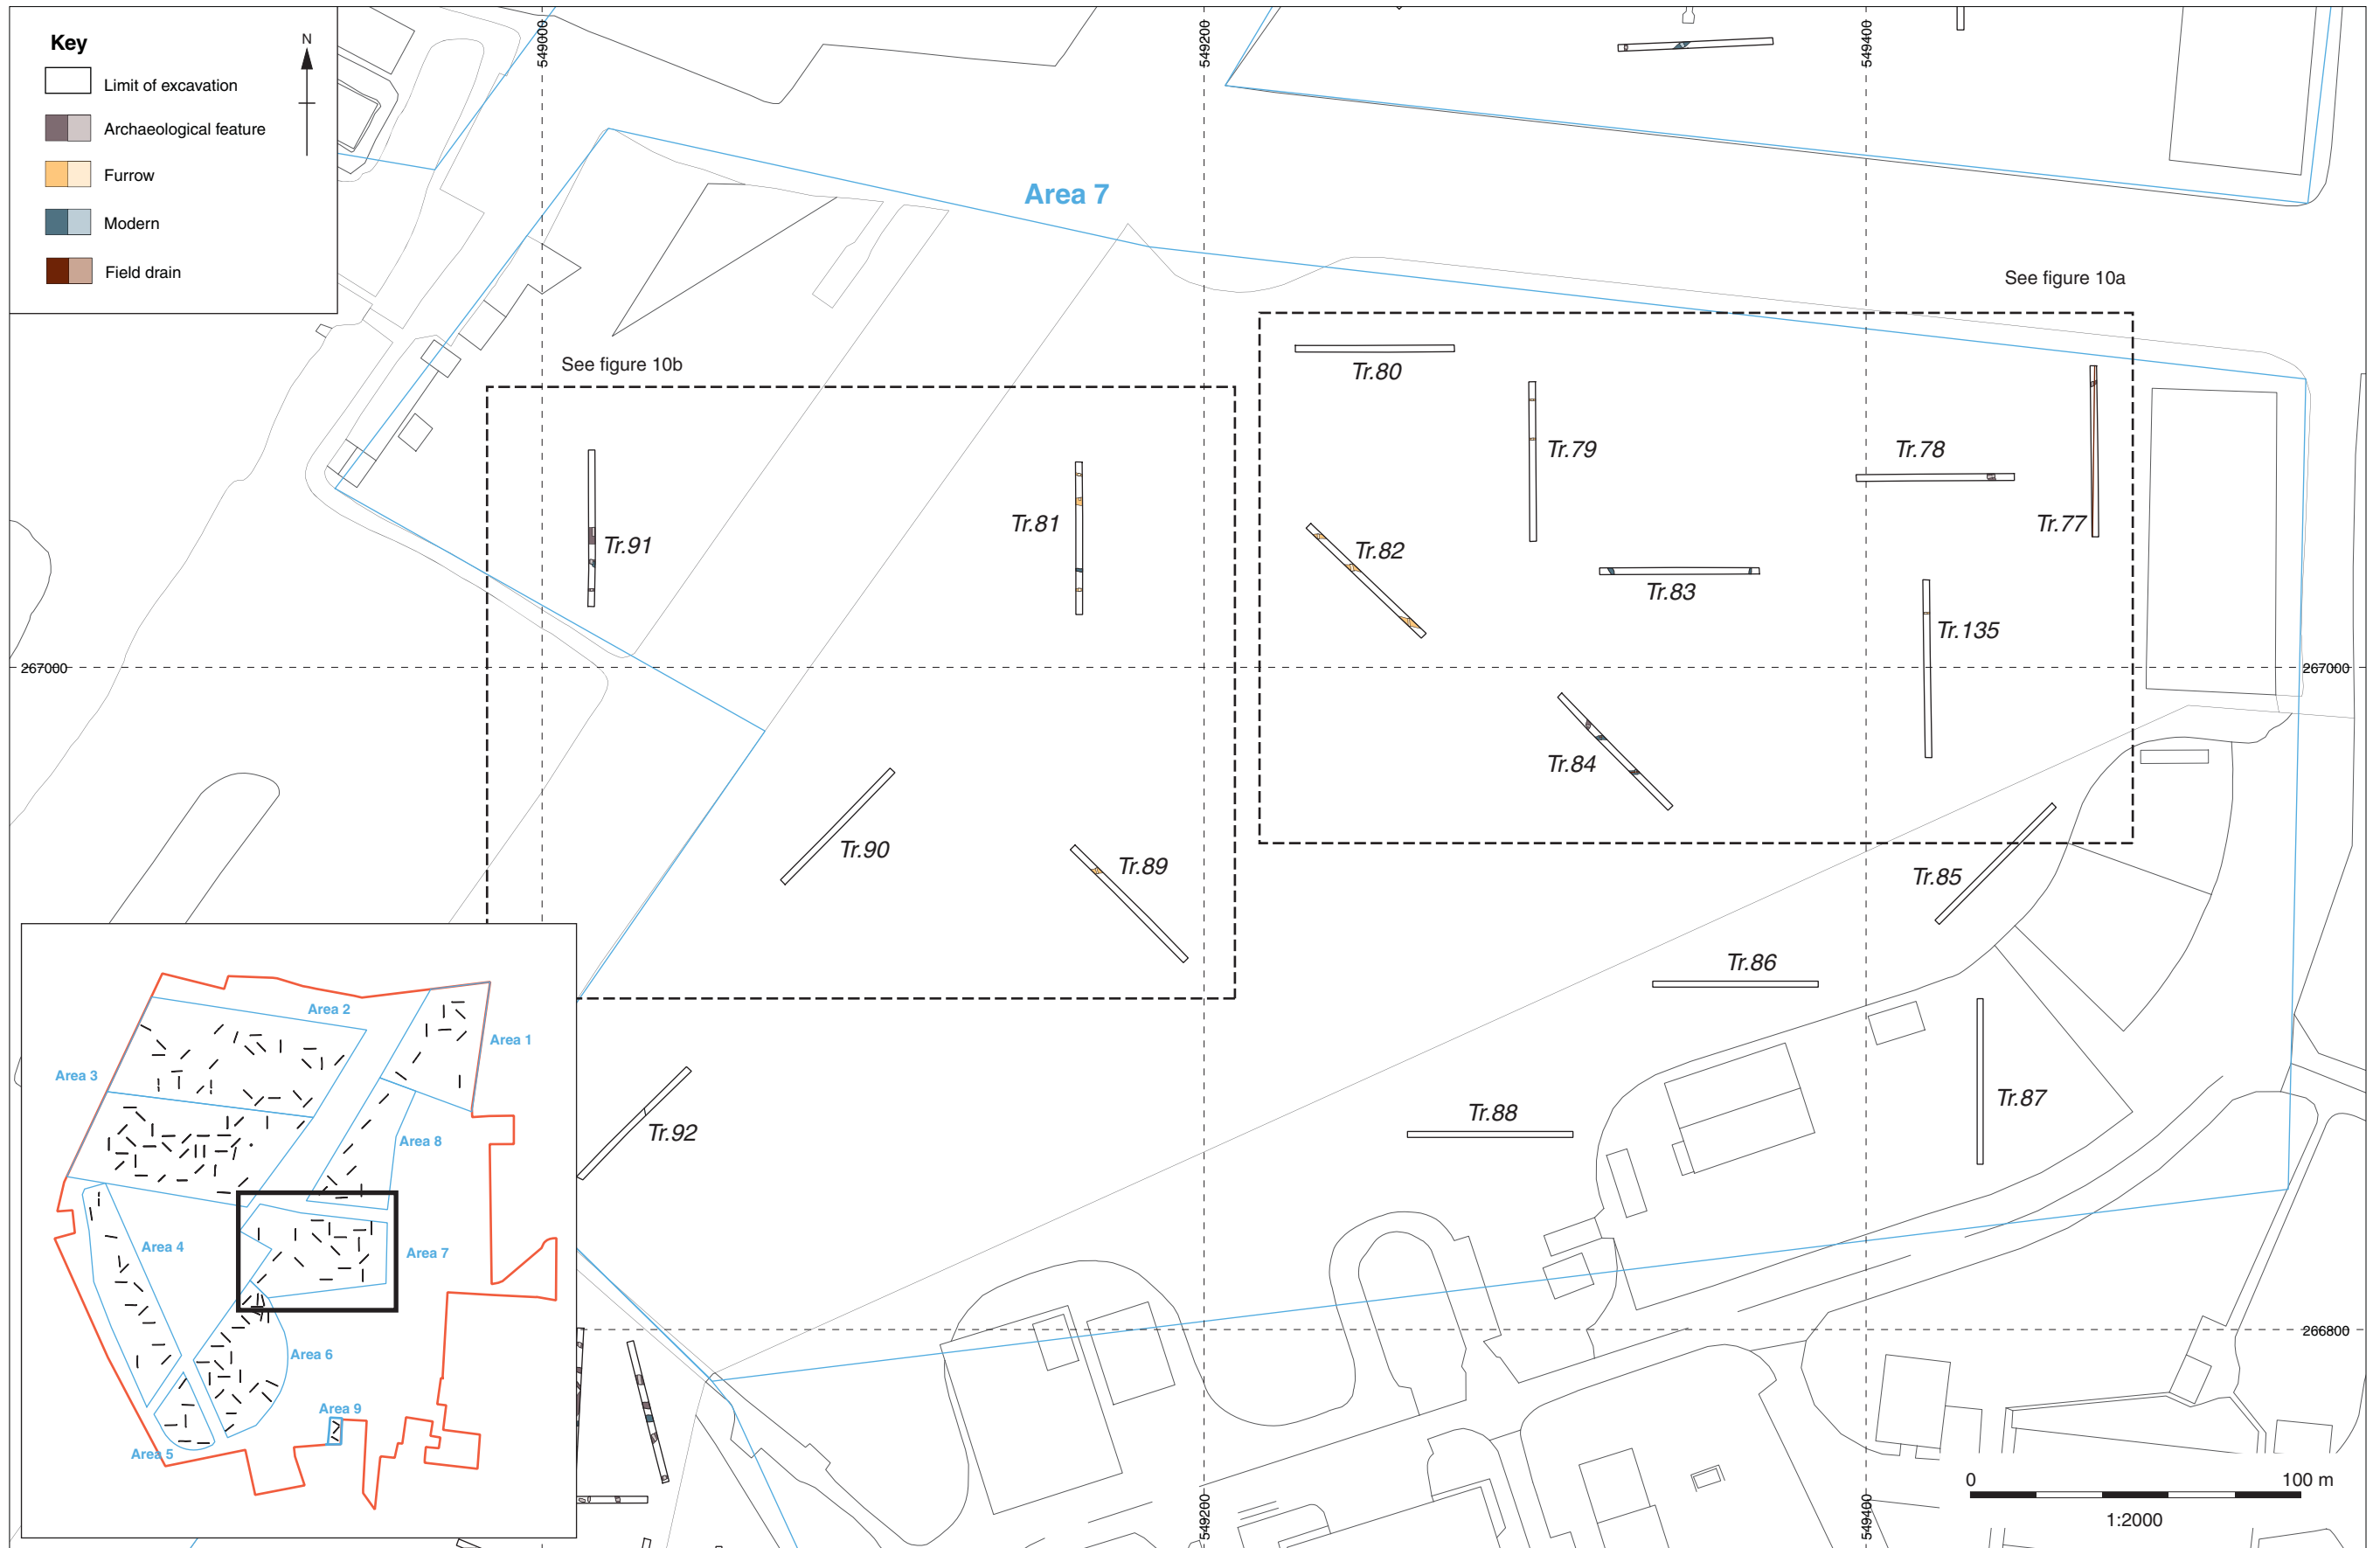 Key
N
Limit of excavation
Archaeological feature
Furrow
Modern
Field drain
549000
549200
549400
Area 7
See figure 10a
See figure 10b
Tr.80
Tr.79
Tr.78
Tr.77
Tr.91
Tr.81
Tr.82
Tr.83
Tr.135
267000
267000
Tr.84
Tr.90
Tr.89
Tr.85
Tr.86
Tr.92
Tr.88
Tr.87
Area 2
Area 1
Area 3
Area 8
Area 4
Area 7
Area 6
Area 9
Area 5
266800
0
100 m
1:2000
549200
549400